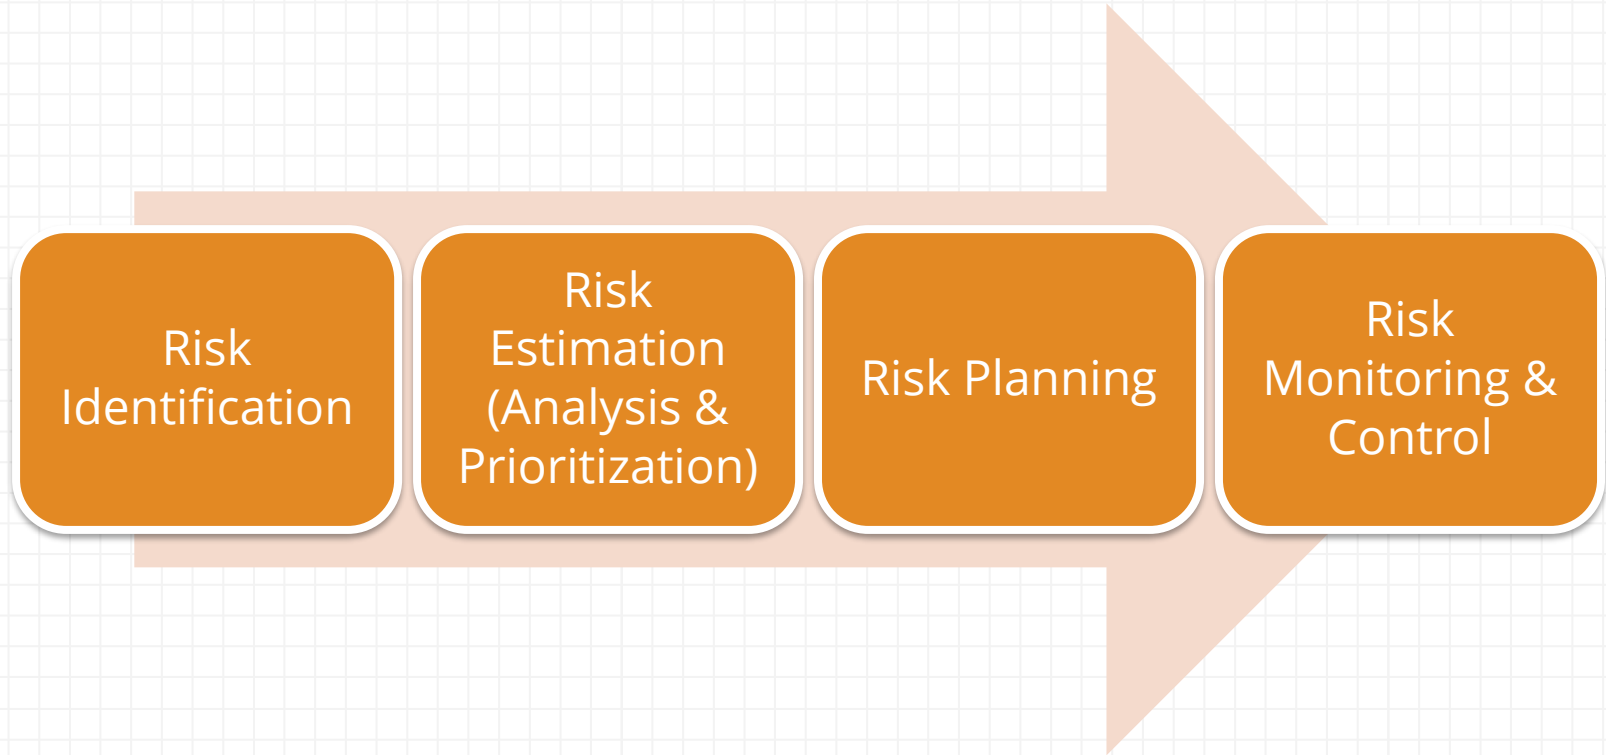 Risk
Identification
Risk
Estimation
(Analysis &
Prioritization)
Risk Planning
Risk
Monitoring &
Control